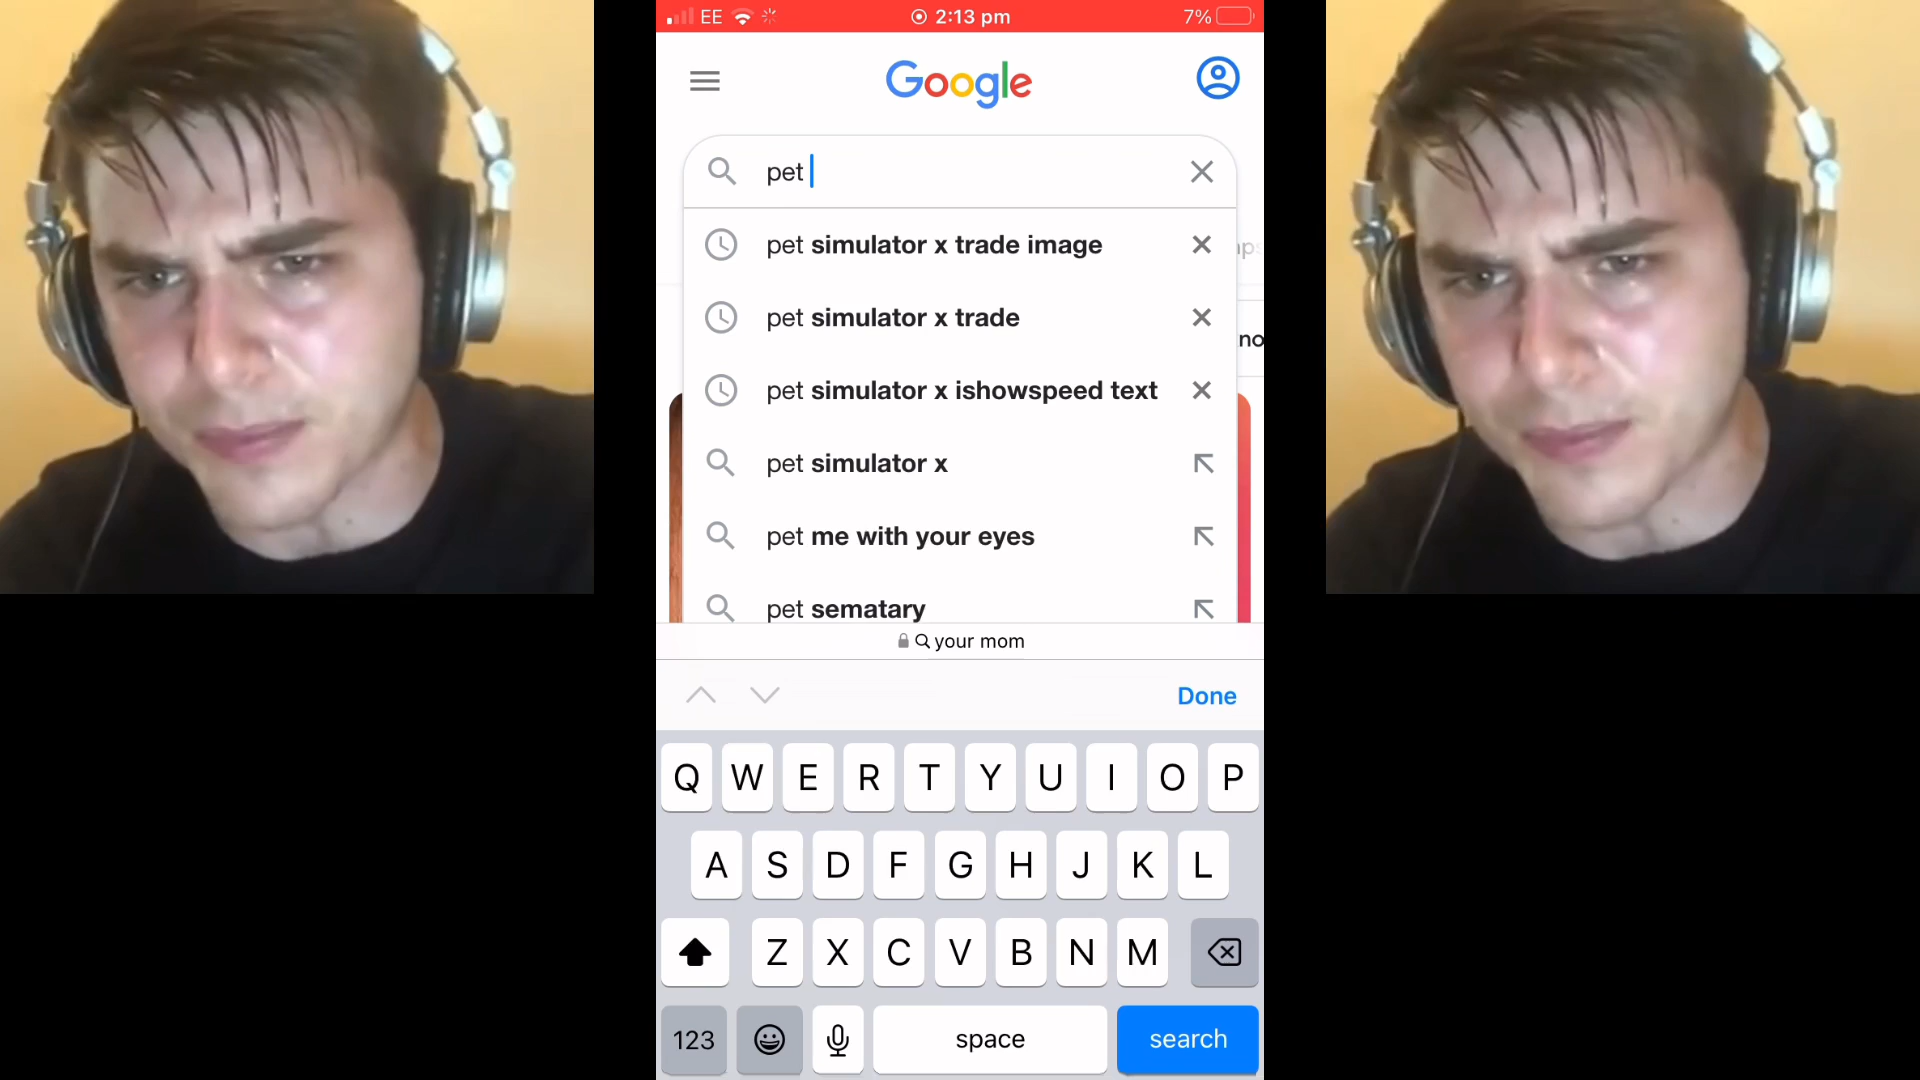 EE 2:13 pm 7%
Google
pet
pet simulator x trade image
pet simulator x trade
pet simulator x ishowspeed text
no
pet simulator x
pet me with your eyes
pet sematary
your mom
Done
Q W E R T Y U I O P
A S D F G H J K L
Z X C V B N M
123 space search